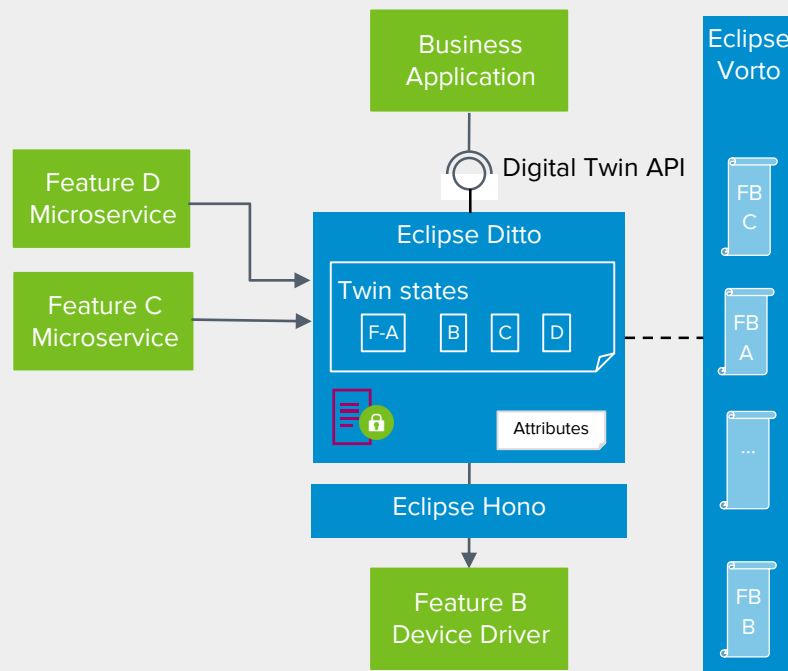 Business
Application
Eclipse
Vorto
Digital Twin API
Feature D
Microservice
FB
C
Eclipse Ditto
Twin states
Feature C
Microservice
F-A
B
C
D
FB
A
Attributes
...
Eclipse Hono
Feature B
Device Driver
FB
B